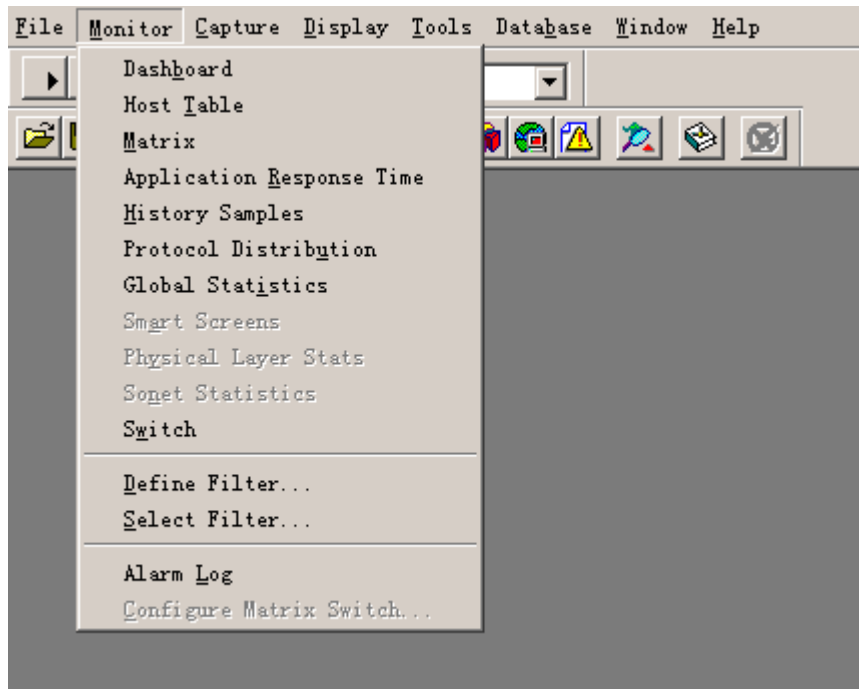 File Monitor Capture Display Tools Database Window Help
Dashboard
Host Table
Matrix
Application Response Time
History Samples
Protocol Distribution
Global Statistics
Smart Screens
Physical Layer Stats
Sonet Statistics
Switch
Define Filter...
Select Filter...
Alarm Log
Configure Matrix Switch...